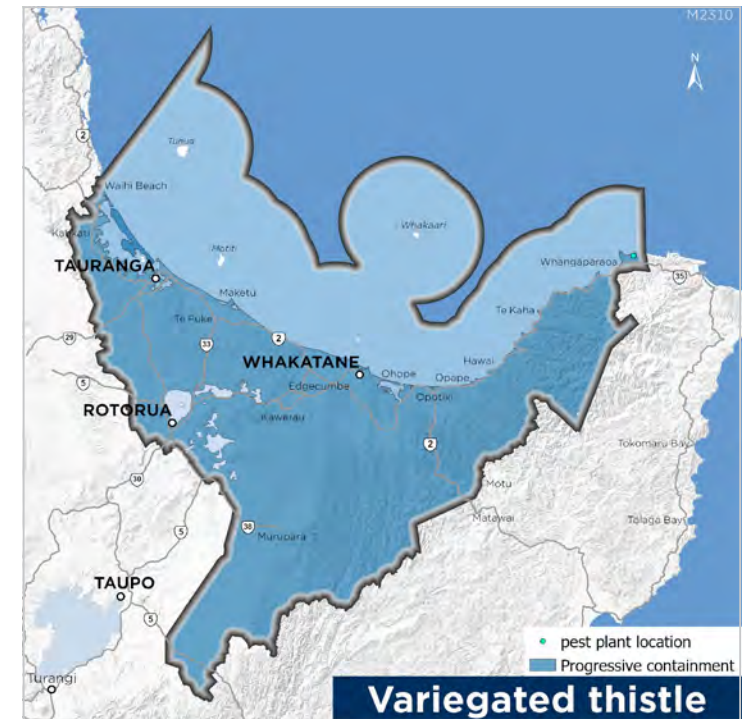 M2310
N
2
Tuhua
Waihi Beach
Katikati
Whakaari
Motiti
Whangaparaoa
TAURANGA
35
Maketu
Te Kaha
Te Puke
29
2
33
WHAKATANE
Hawai
Ohope
Opape
5
Edgecumbe
Opotiki
ROTORUA
Kawerau
2
Tokomaru Bay
30
Motu
Matawai
Tolaga Bay
38
5
Murupara
TAUPO
5
pest plant location
Progressive containment
Turangi
Variegated thistle